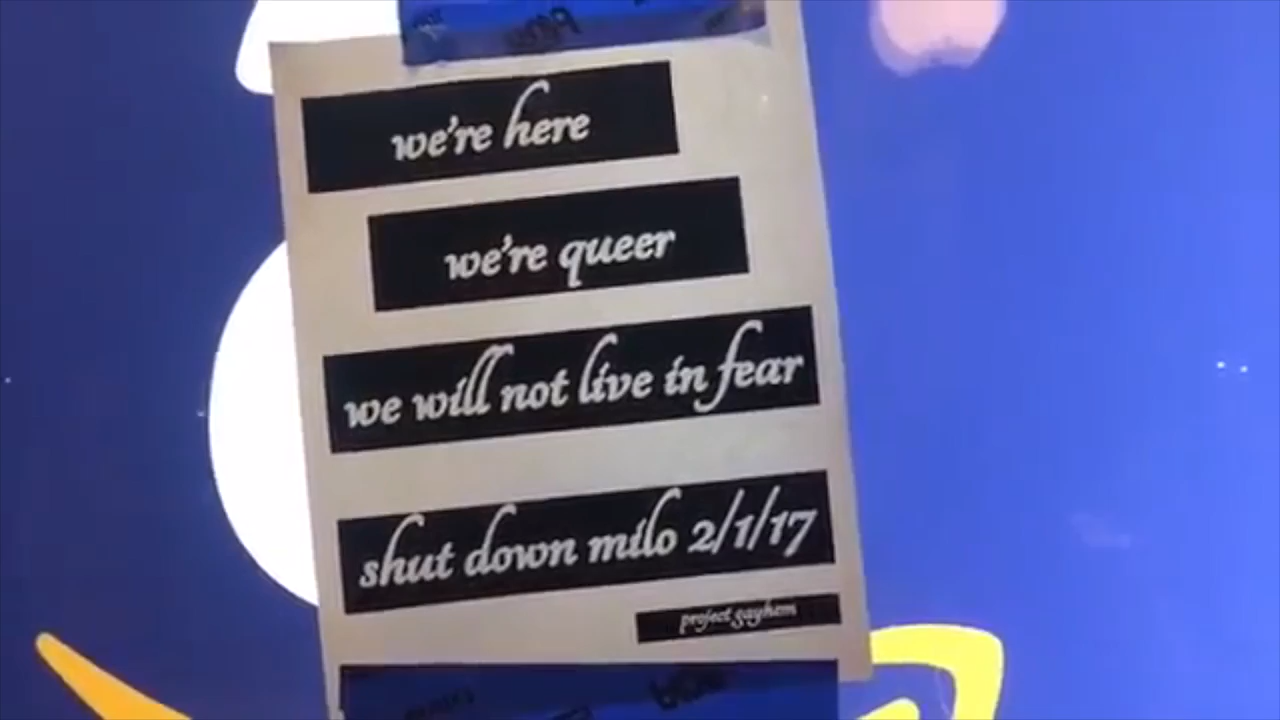 we're here
we're queer
we will not live in fear
shut down milo 2/1/17
project gayhem